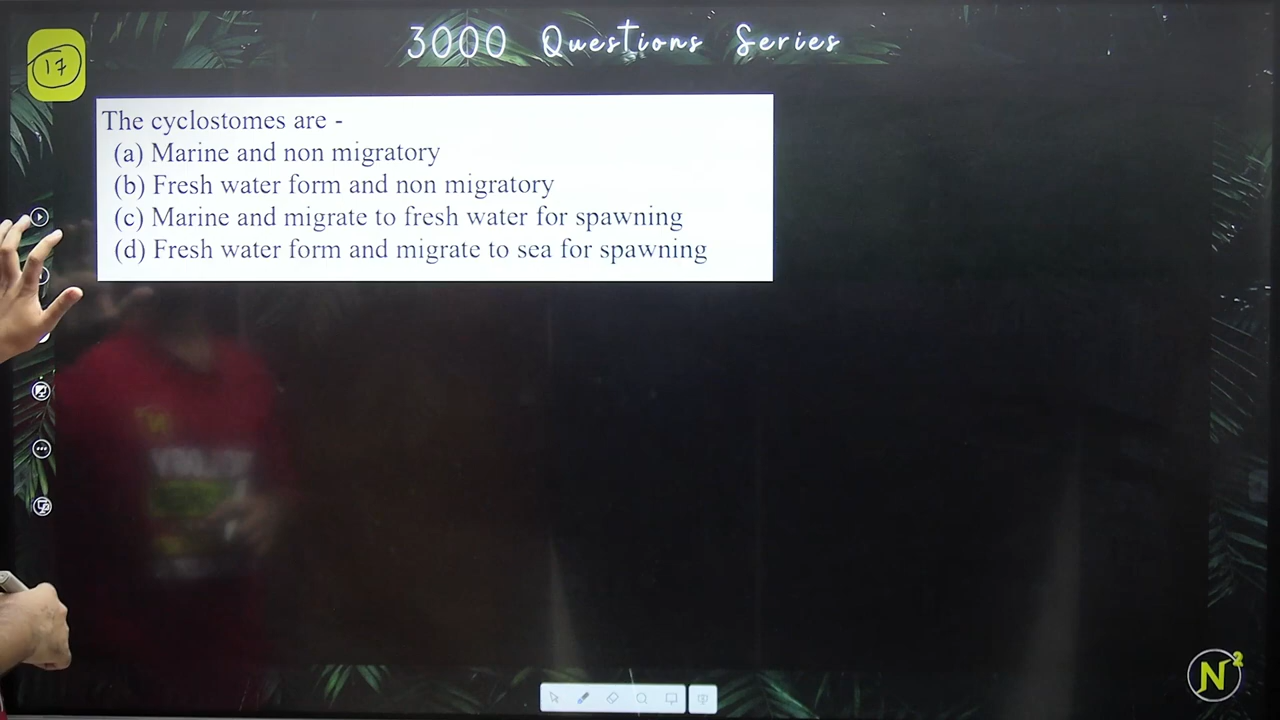 3000 Questions Series
17
The cyclostomes are -
(a) Marine and non migratory
(b) Fresh water form and non migratory
(c) Marine and migrate to fresh water for spawning
(d) Fresh water form and migrate to sea for spawning
N2